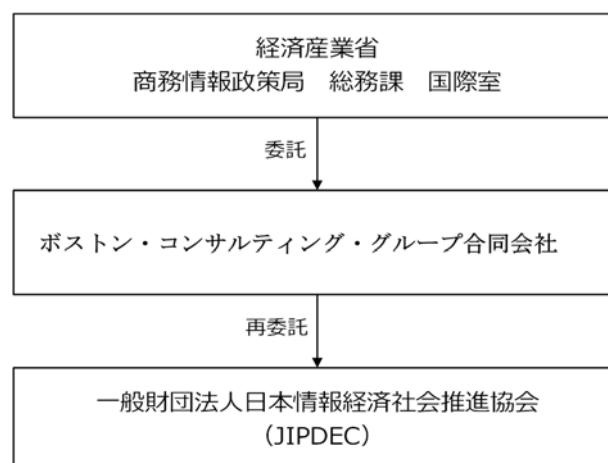 経済産業省
商務情報政策局　総務課　国際室
委託
ボストン・コンサルティング・グループ合同会社
再委託
一般財団法人日本情報経済社会推進協会
（JIPDEC）